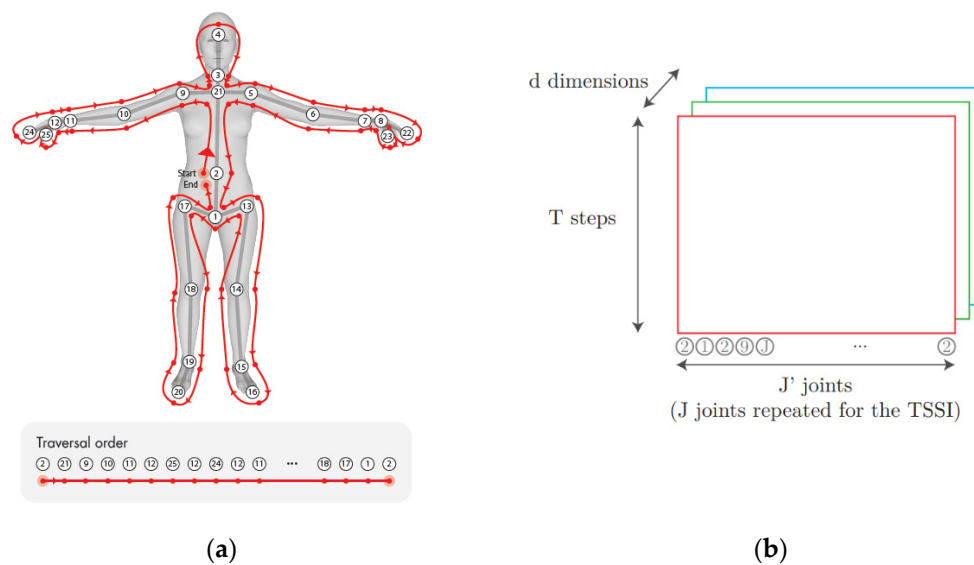 4
3
9 21 5
10 6
12 11 7 8
24 25 23 22
Start 2
End
17 1 13
18 14
19 15
20 16
Traversal order
2 21 9 10 11 12 25 12 24 12 11 ... 18 17 1 2
(a)
d dimensions
T steps
2 1 2 9 J ... 2
J' joints
(J joints repeated for the TSSI)
(b)